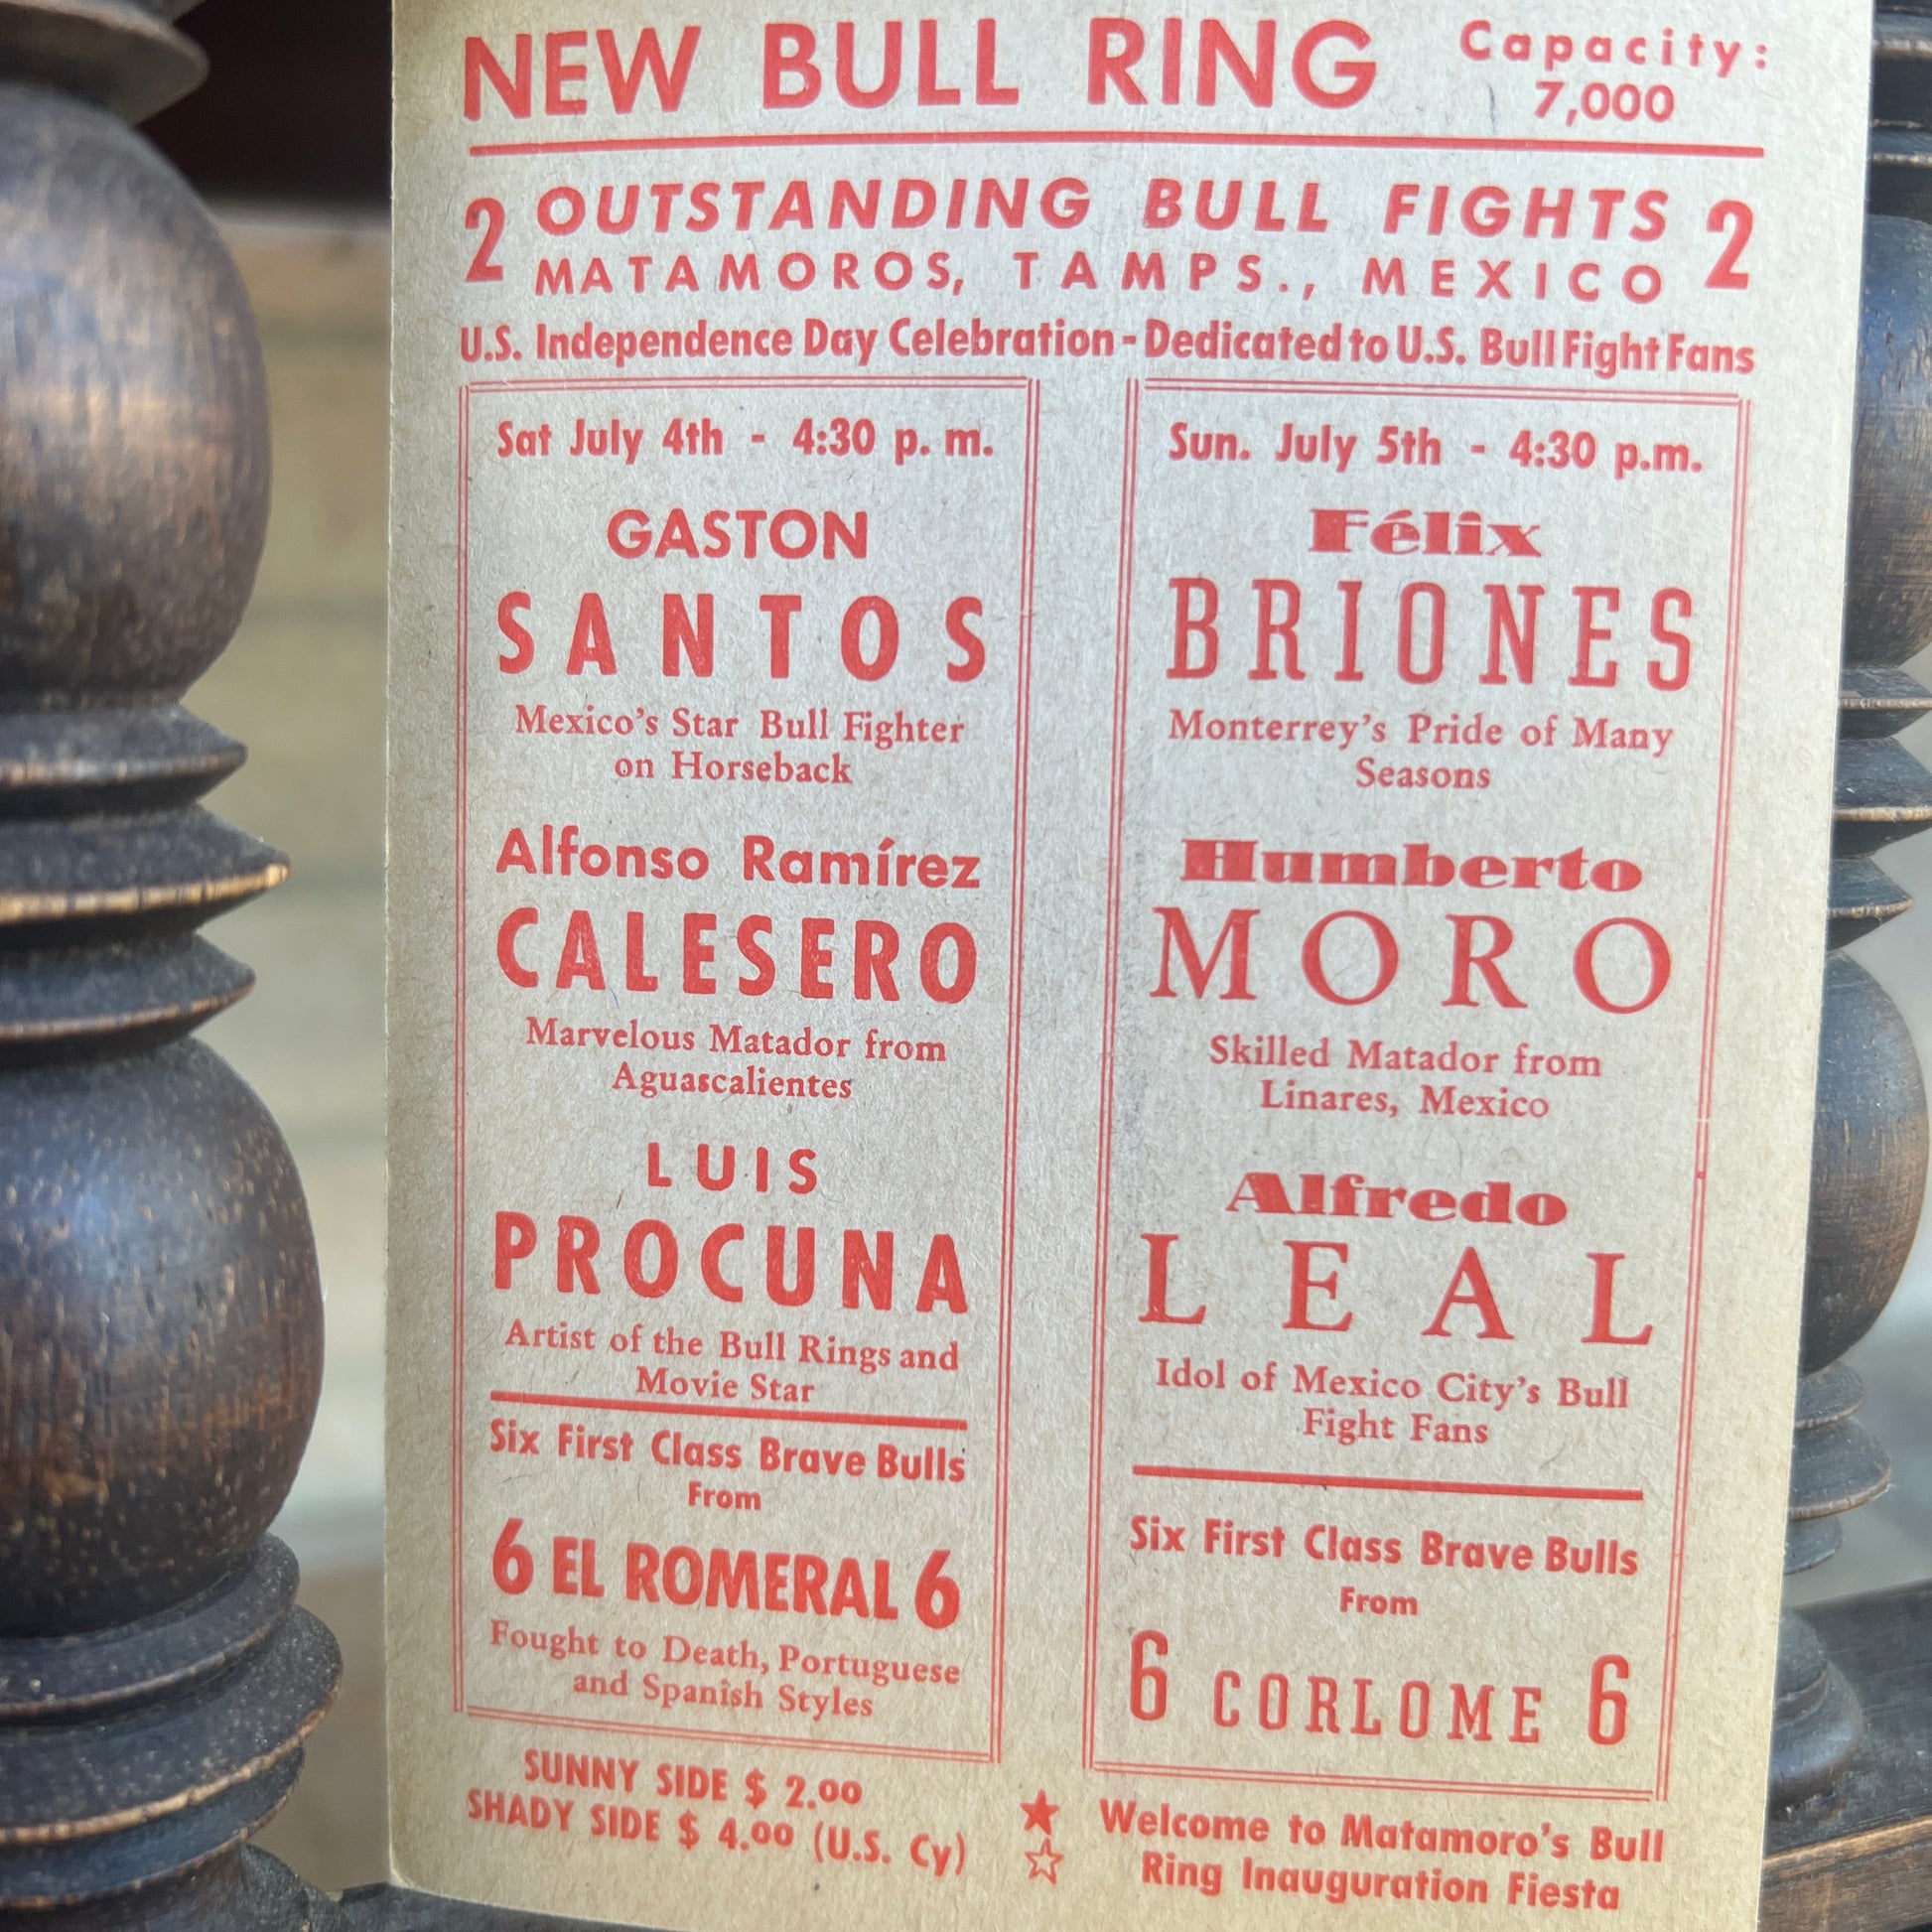 NEW BULL RING
Capacity:
7,000
2 OUTSTANDING BULL FIGHTS 2
MATAMOROS, TAMPS., MEXICO
U.S. Independence Day Celebration - Dedicated to U.S. Bull Fight Fans
Sat July 4th - 4:30 p. m.
GASTON
SANTOS
Mexico's Star Bull Fighter
on Horseback
Alfonso Ramírez
CALESERO
Marvelous Matador from
Aguascalientes
LUIS
PROCUNA
Artist of the Bull Rings and
Movie Star
Six First Class Brave Bulls
From
6 EL ROMERAL 6
Fought to Death, Portuguese
and Spanish Styles
Sun. July 5th - 4:30 p.m.
Félix
BRIONES
Monterrey's Pride of Many
Seasons
Humberto
MORO
Skilled Matador from
Linares, Mexico
Alfredo
LEAL
Idol of Mexico City's Bull
Fight Fans
Six First Class Brave Bulls
From
6 CORLOME 6
SUNNY SIDE $ 2.00
SHADY SIDE $ 4.00 (U.S. Cy)
Welcome to Matamoro's Bull
Ring Inauguration Fiesta